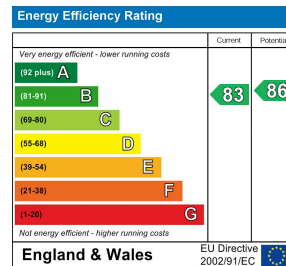 Energy Efficiency Rating
Current Potentia
Very energy efficient - lower running costs
(92 plus) A
(81-91) B
83 86
(69-80) C
(55-68) D
(39-54) E
(21-38) F
(1-20) G
Not energy efficient - higher running costs
England & Wales
EU Directive
2002/91/EC